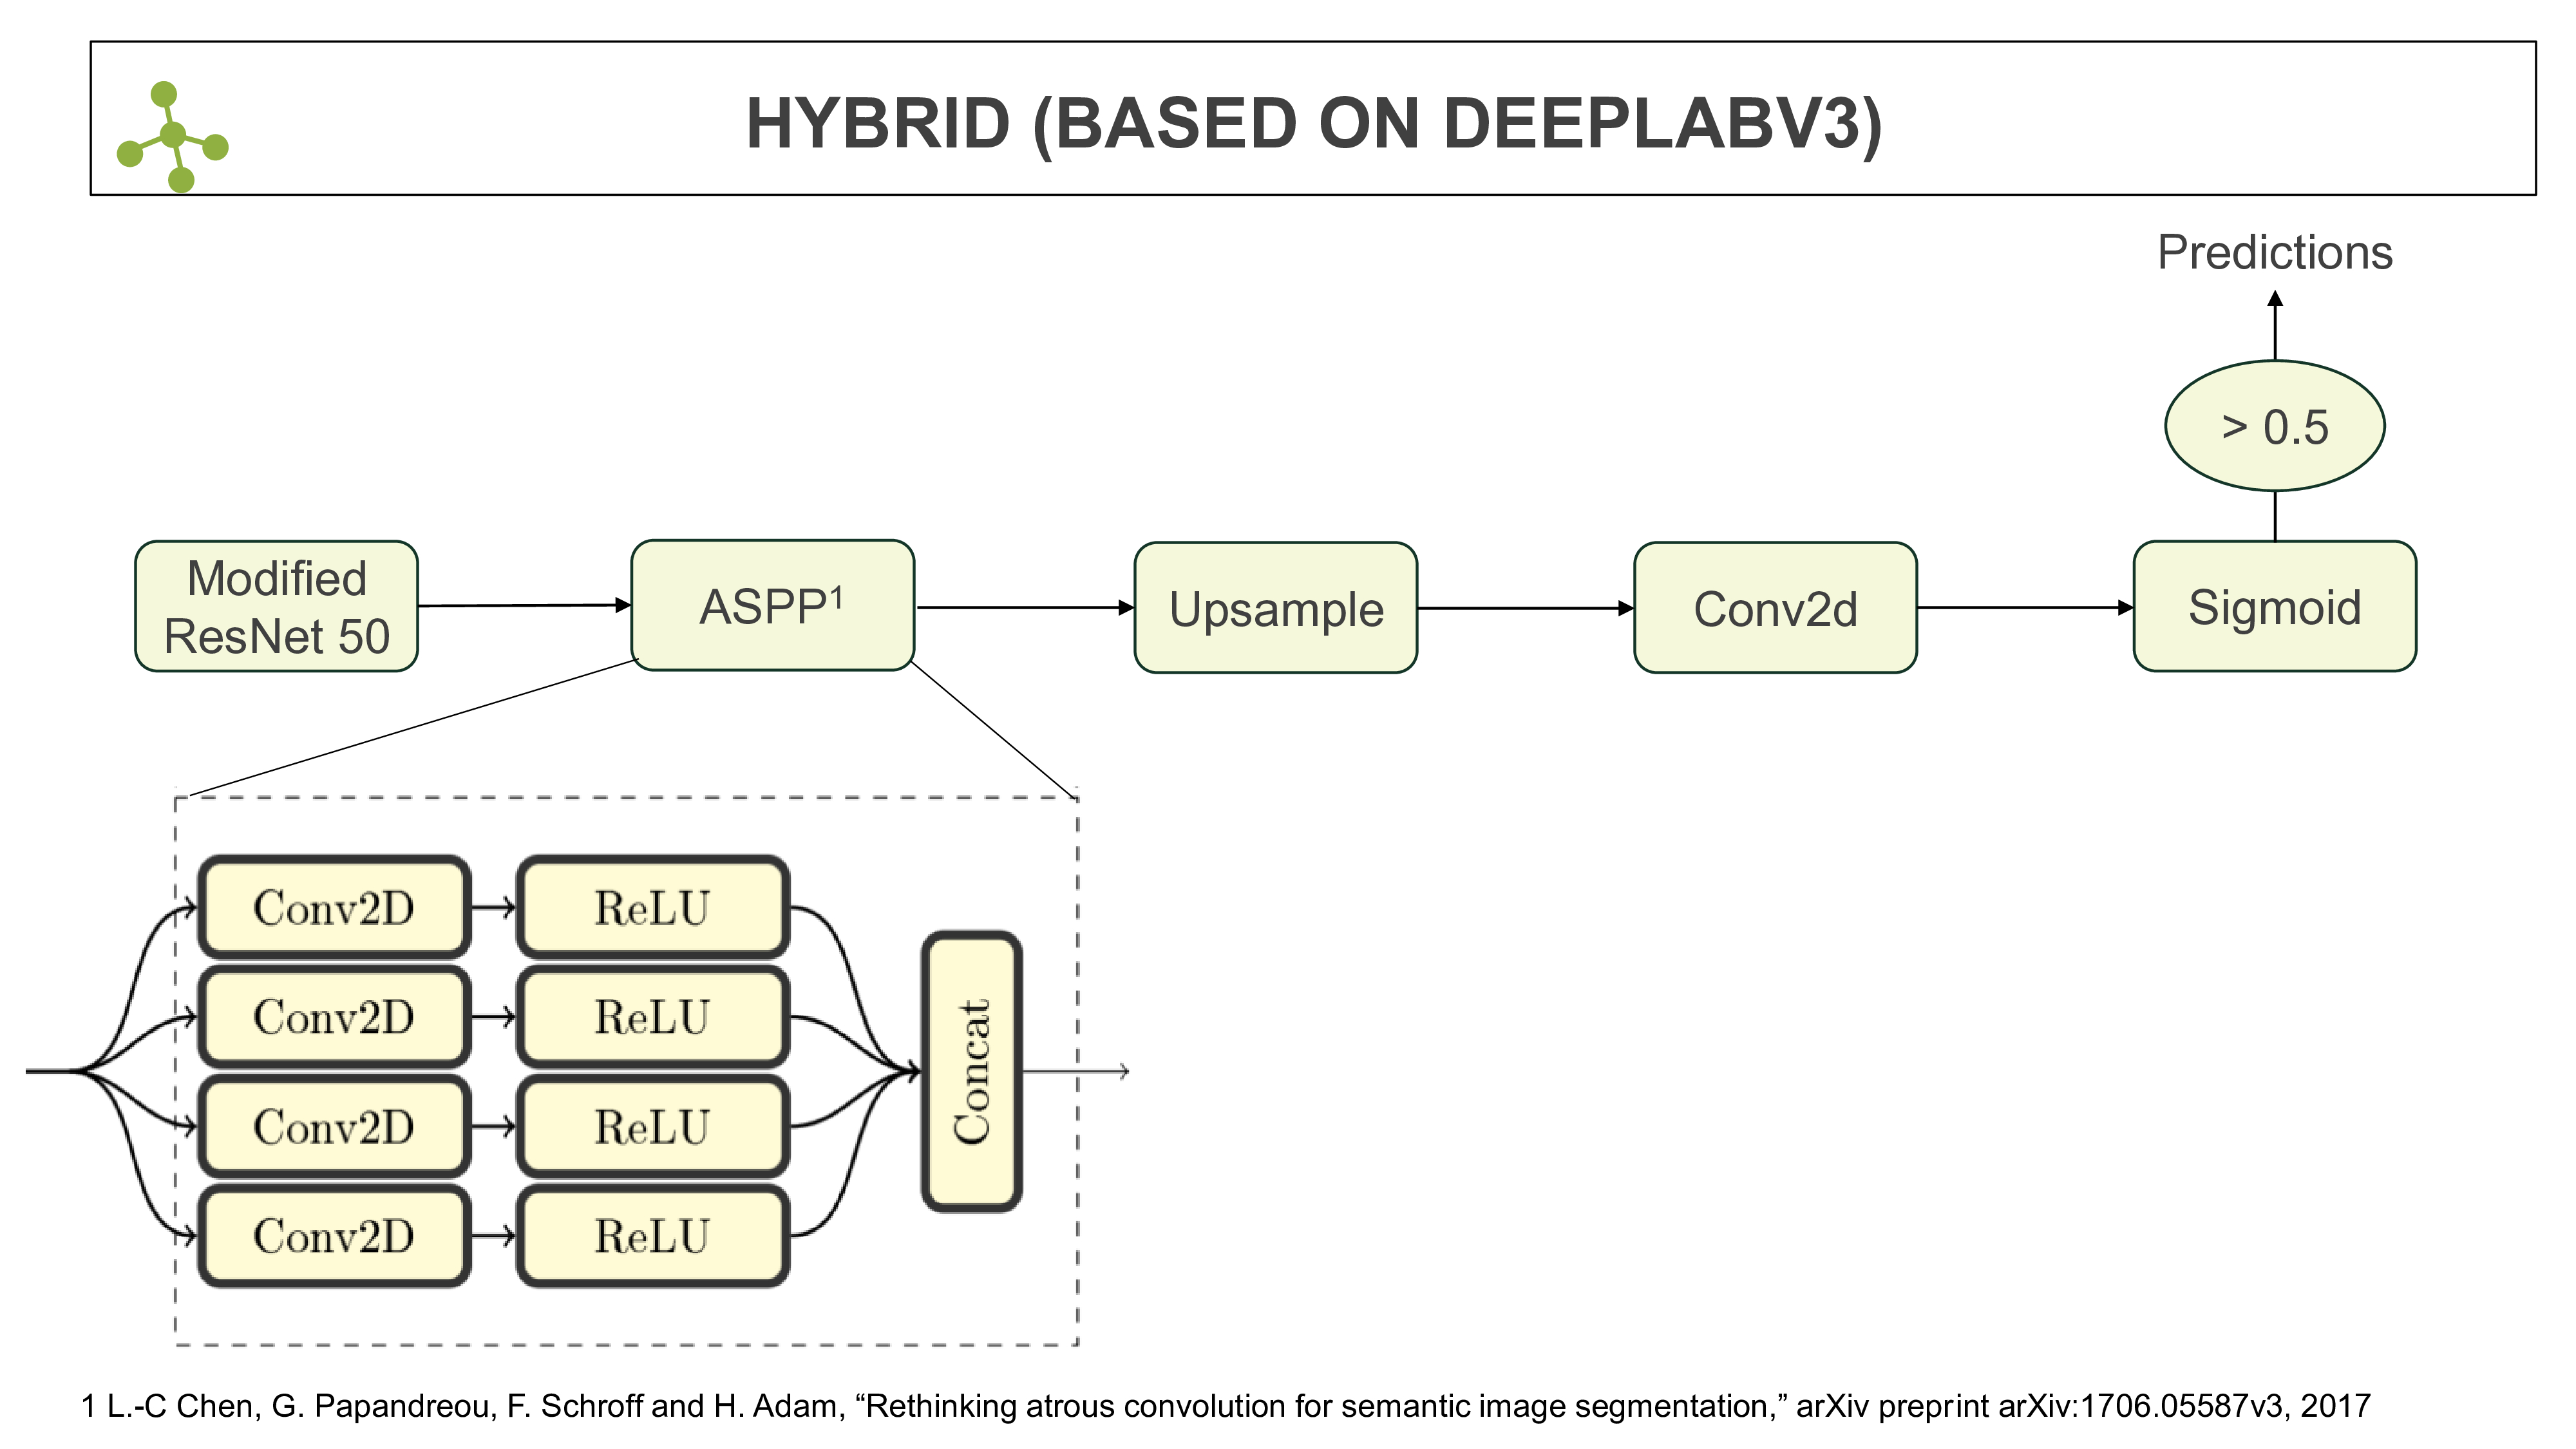 HYBRID (BASED ON DEEPLABV3)
Predictions
> 0.5
Modified
ResNet 50
ASPP¹
Upsample
Conv2d
Sigmoid
Conv2D
ReLU
Conv2D
ReLU
Conv2D
ReLU
Conv2D
ReLU
Concat
1 L.-C Chen, G. Papandreou, F. Schroff and H. Adam, “Rethinking atrous convolution for semantic image segmentation,” arXiv preprint arXiv:1706.05587v3, 2017